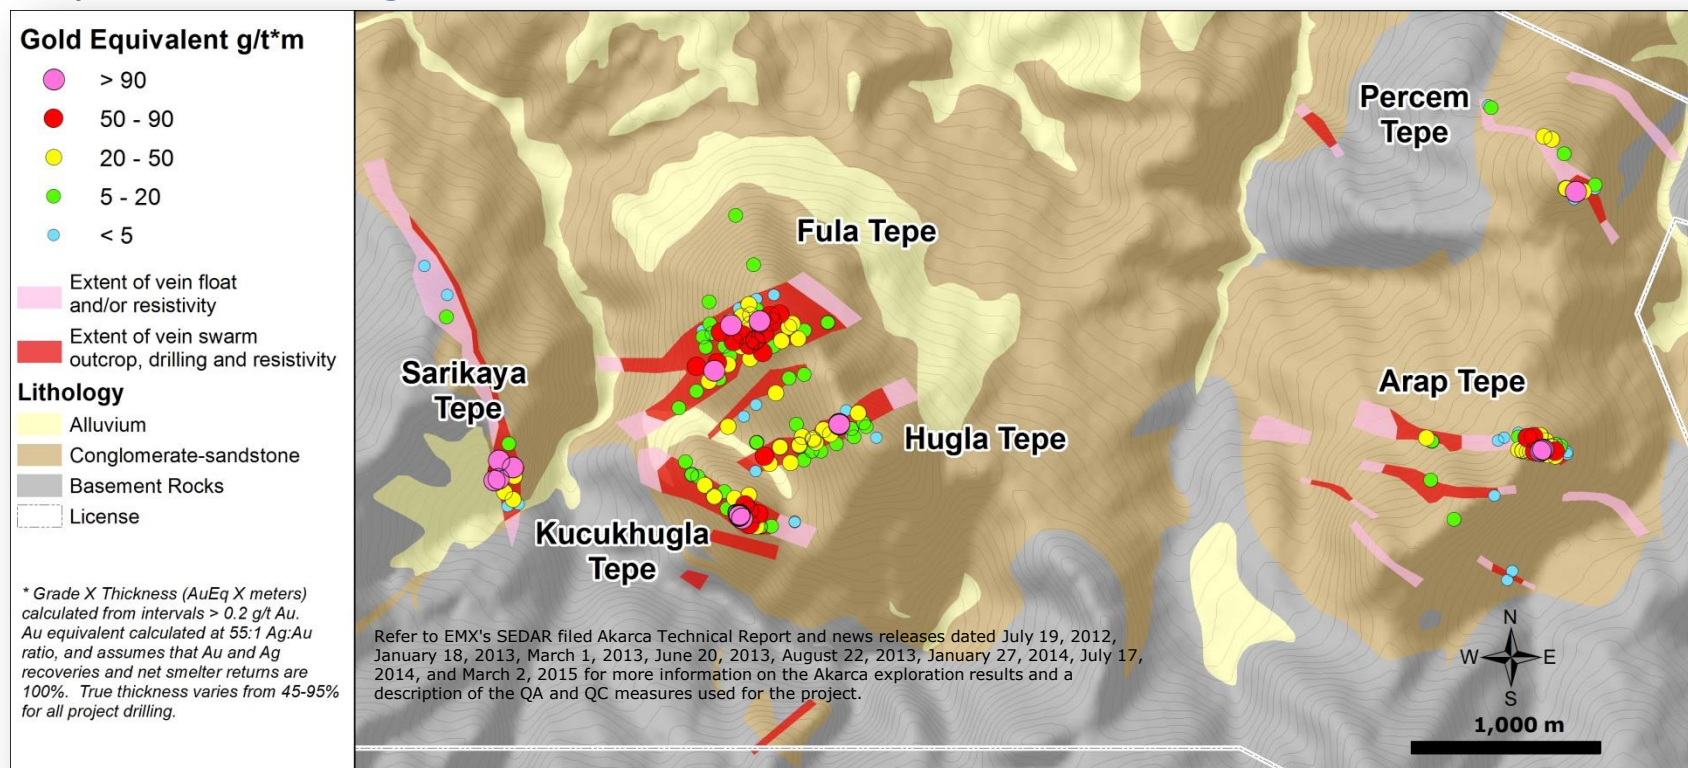 Gold Equivalent g/t*m
> 90
50 - 90
20 - 50
5 - 20
< 5
Extent of vein float
and/or resistivity
Extent of vein swarm
outcrop, drilling and resistivity
Lithology
Alluvium
Conglomerate-sandstone
Basement Rocks
License
* Grade X Thickness (AuEq X meters)
calculated from intervals > 0.2 g/t Au.
Au equivalent calculated at 55:1 Ag:Au
ratio, and assumes that Au and Ag
recoveries and net smelter returns are
100%. True thickness varies from 45-95%
for all project drilling.
Percem
Tepe
Fula Tepe
Sarikaya
Tepe
Arap Tepe
Hugla Tepe
Kucukhugla
Tepe
Refer to EMX's SEDAR filed Akarca Technical Report and news releases dated July 19, 2012,
January 18, 2013, March 1, 2013, June 20, 2013, August 22, 2013, January 27, 2014, July 17,
2014, and March 2, 2015 for more information on the Akarca exploration results and a
description of the QA and QC measures used for the project.
N
W E
S
1,000 m